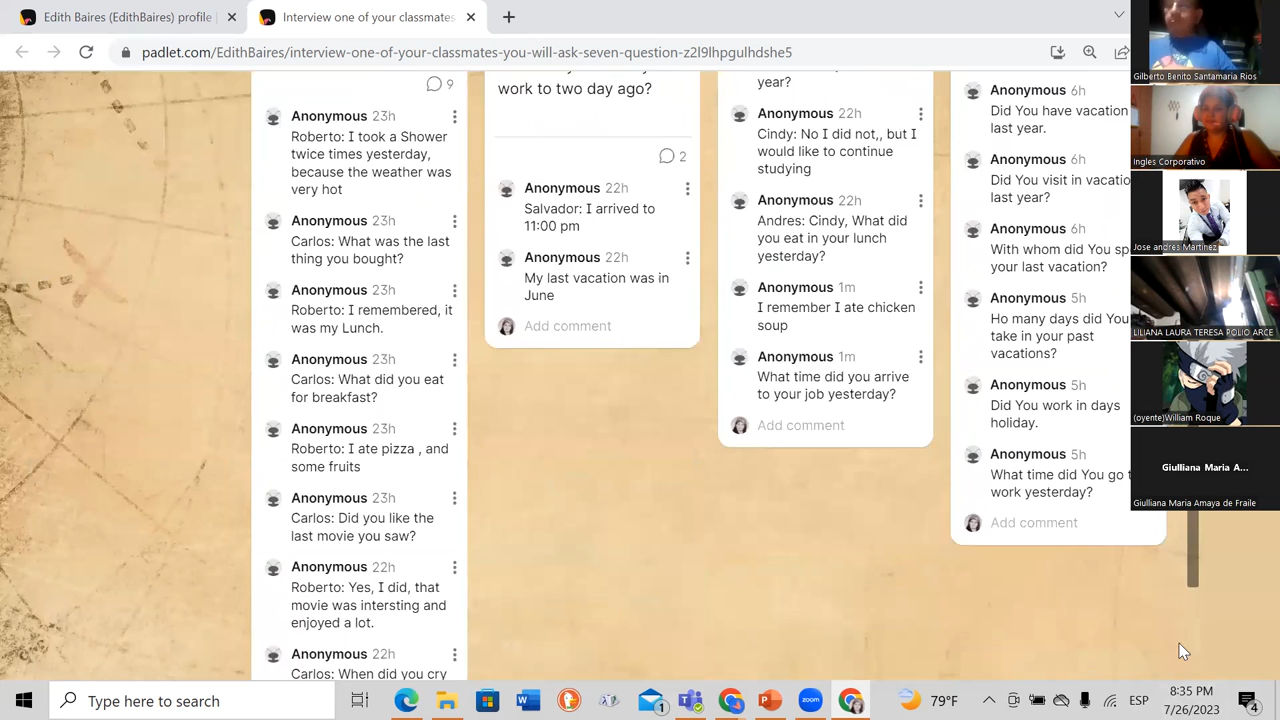 Edith Baires (EdithBaires) profile
Interview one of your classmates
padlet.com/EdithBaires/interview-one-of-your-classmates-you-will-ask-seven-question-z2l9lhpgulhdshe5
9
Anonymous 23h
Roberto: I took a Shower
twice times yesterday,
because the weather was
very hot
Anonymous 23h
Carlos: What was the last
thing you bought?
Anonymous 23h
Roberto: I remembered, it
was my Lunch.
Anonymous 23h
Carlos: What did you eat
for breakfast?
Anonymous 23h
Roberto: I ate pizza , and
some fruits
Anonymous 23h
Carlos: Did you like the
last movie you saw?
Anonymous 22h
Roberto: Yes, I did, that
movie was intersting and
enjoyed a lot.
Anonymous 22h
Carlos: When did you cry
work to two day ago?
2
Anonymous 22h
Salvador: I arrived to
11:00 pm
Anonymous 22h
My last vacation was in
June
Add comment
year?
Anonymous 22h
Cindy: No I did not,, but I
would like to continue
studying
Anonymous 22h
Andres: Cindy, What did
you eat in your lunch
yesterday?
Anonymous 1m
I remember I ate chicken
soup
Anonymous 1m
What time did you arrive
to your job yesterday?
Add comment
Anonymous 6h
Did You have vacation
last year.
Anonymous 6h
Did You visit in vacatio
last year?
Anonymous 6h
With whom did You sp
your last vacation?
Anonymous 5h
Ho many days did You
take in your past
vacations?
Anonymous 5h
Did You work in days
holiday.
Anonymous 5h
What time did You go t
work yesterday?
Add comment
Gilberto Benito Santamaria Rios
Ingles Corporativo
Jose andres Martinez
LILIANA LAURA TERESA POLIO ARCE
(oyente)William Roque
Giulliana Maria A...
Giulliana Maria Amaya de Fraile
Type here to search
zoom
79°F
ESP
8:35 PM
7/26/2023
4